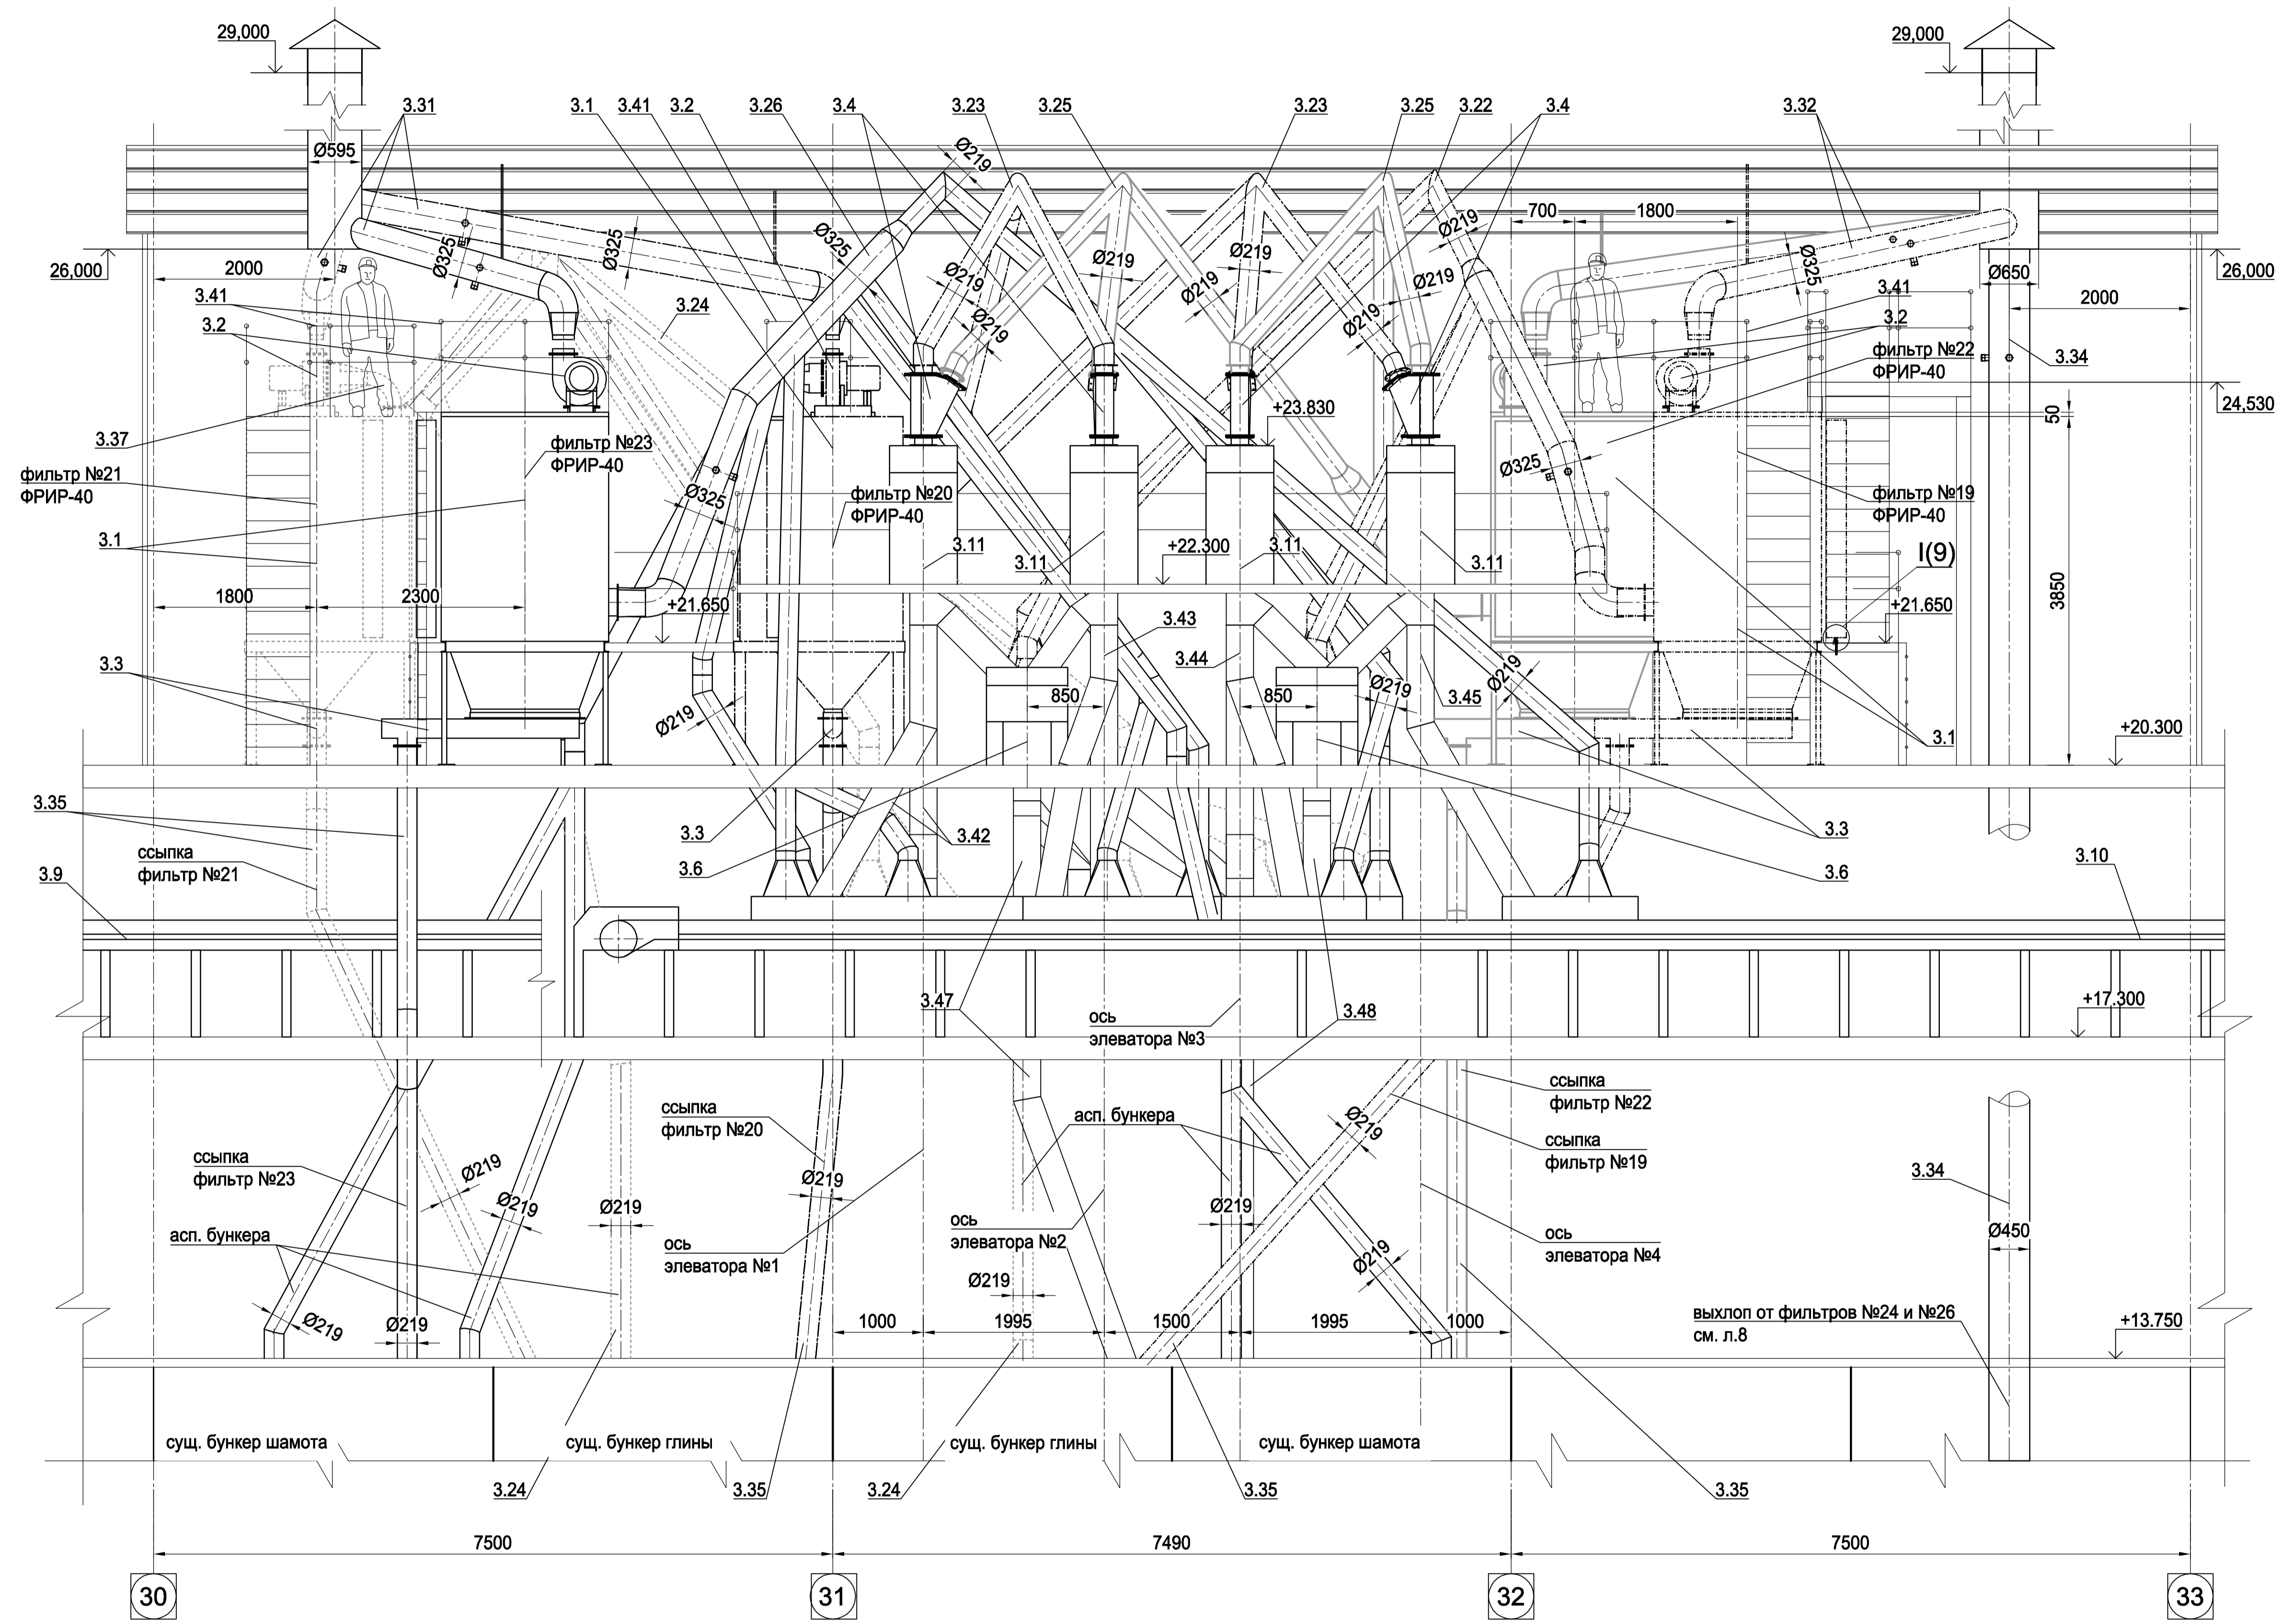 29,000
29,000
3.31
3.1
3.41
3.2
3.26
3.4
3.23
3.25
3.23
3.25
3.22
3.4
3.32
Ø595
Ø219
700
1800
Ø219
Ø325
Ø325
Ø325
Ø219
Ø219
Ø219
Ø219
Ø219
Ø219
Ø219
Ø325
26,000
2000
Ø650
26,000
2000
3.41
3.2
3.24
3.41
3.2
фильтр №22
ФРИР-40
3.34
24,530
50
+23.830
3.37
фильтр №23
ФРИР-40
фильтр №21
ФРИР-40
Ø325
фильтр №20
ФРИР-40
Ø325
фильтр №19
ФРИР-40
3.1
3.11
3.11
+22.300
3.11
3.11
I(9)
1800
2300
+21.650
+21.650
3850
3.43
3.44
3.3
850
850
Ø219
Ø219
3.45
Ø219
3.1
+20.300
3.35
3.3
3.42
3.3
3.6
3.6
ссыпка
фильтр №21
3.9
3.10
3.47
3.48
ось
элеватора №3
+17.300
ссыпка
фильтр №20
асп. бункера
ссыпка
фильтр №22
Ø219
ссыпка
фильтр №19
ссыпка
фильтр №23
Ø219
Ø219
Ø219
Ø219
Ø219
3.34
Ø450
асп. бункера
ось
элеватора №1
ось
элеватора №2
ось
элеватора №4
Ø219
Ø219
Ø219
Ø219
1000
1995
1500
1995
1000
выхлоп от фильтров №24 и №26
см. л.8
+13.750
сущ. бункер шамота
сущ. бункер глины
сущ. бункер глины
сущ. бункер шамота
3.24
3.35
3.24
3.35
3.35
7500
7490
7500
30
31
32
33